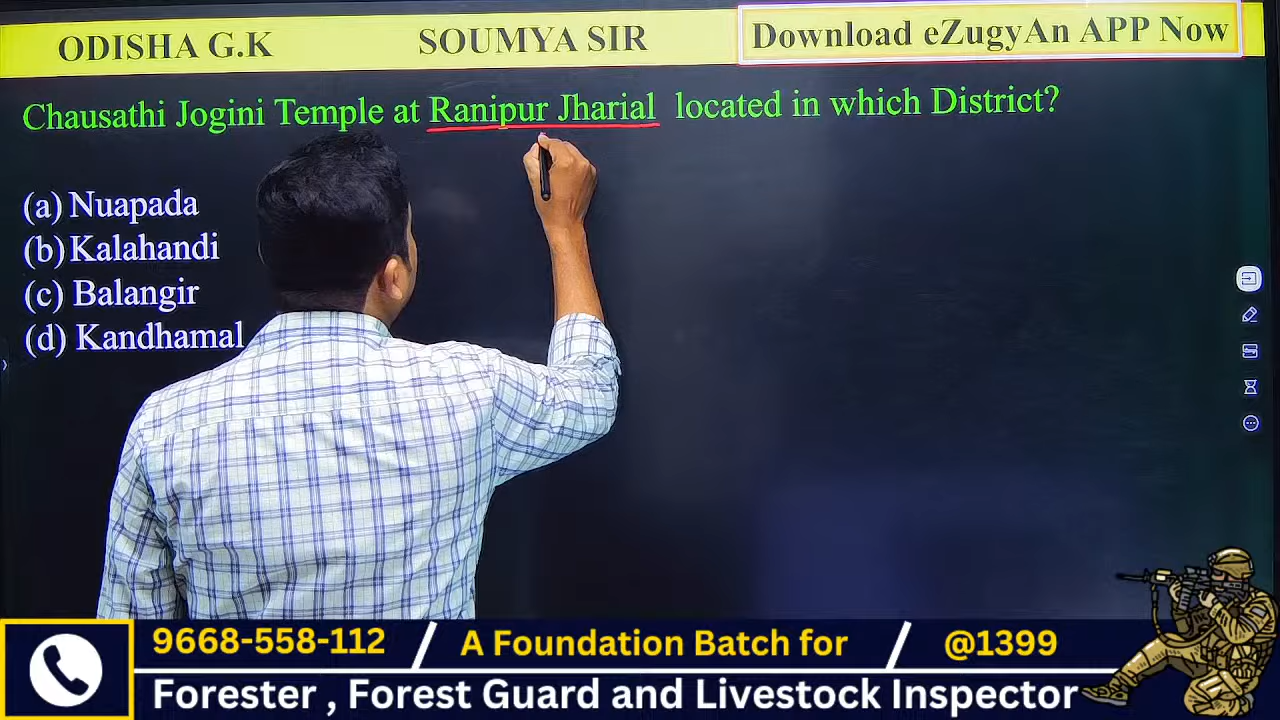 ODISHA G.K SOUMYA SIR Download eZugyAn APP Now
Chausathi Jogini Temple at Ranipur Jharial located in which District?
(a) Nuapada
(b) Kalahandi
(c) Balangir
(d) Kandhamal
9668-558-112 / A Foundation Batch for / @1399
Forester , Forest Guard and Livestock Inspector